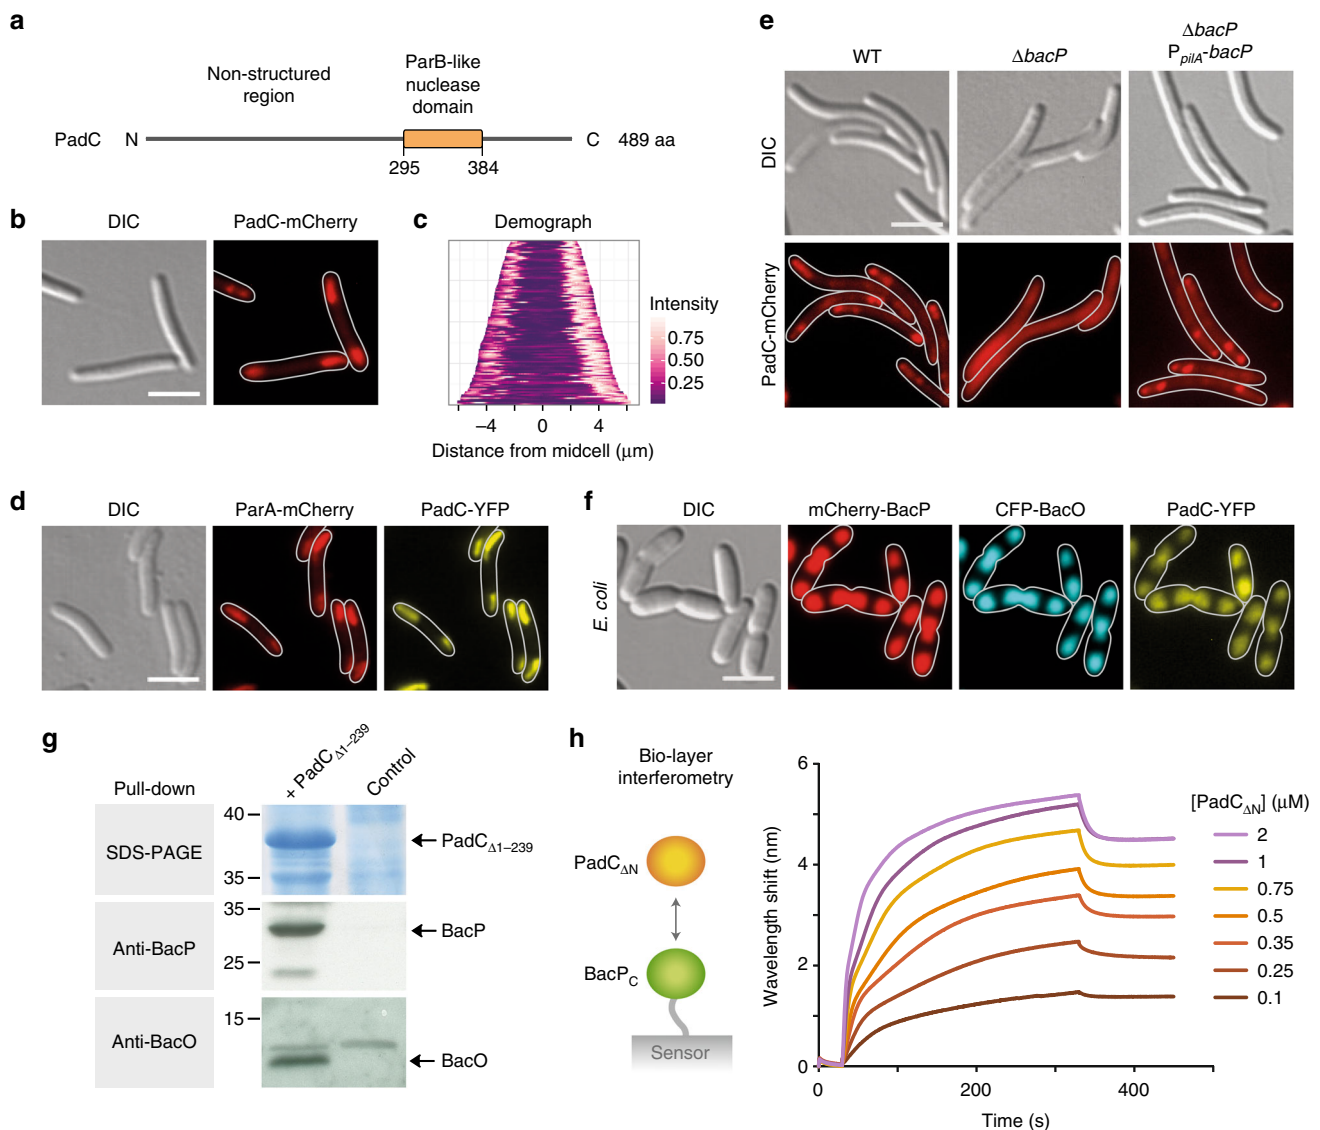 a
Non-structured
region
ParB-like
nuclease
domain
PadC N C 489 aa
295 384
b
DIC PadC-mCherry
c
Demograph
Intensity
0.75
0.50
0.25
–4 0 4
Distance from midcell (μm)
d
DIC ParA-mCherry PadC-YFP
e
WT ΔbacP ΔbacP
PpilA-bacP
DIC
PadC-mCherry
f
DIC mCherry-BacP CFP-BacO PadC-YFP
E. coli
g
Pull-down
+ PadCΔ1–239
Control
SDS-PAGE
40
35
PadCΔ1–239
Anti-BacP
35
25
BacP
Anti-BacO
15
BacO
h
Bio-layer
interferometry
PadCΔN
BacPC
Sensor
Wavelength shift (nm)
6
4
2
0
0 200 400
Time (s)
[PadCΔN] (μM)
2
1
0.75
0.5
0.35
0.25
0.1